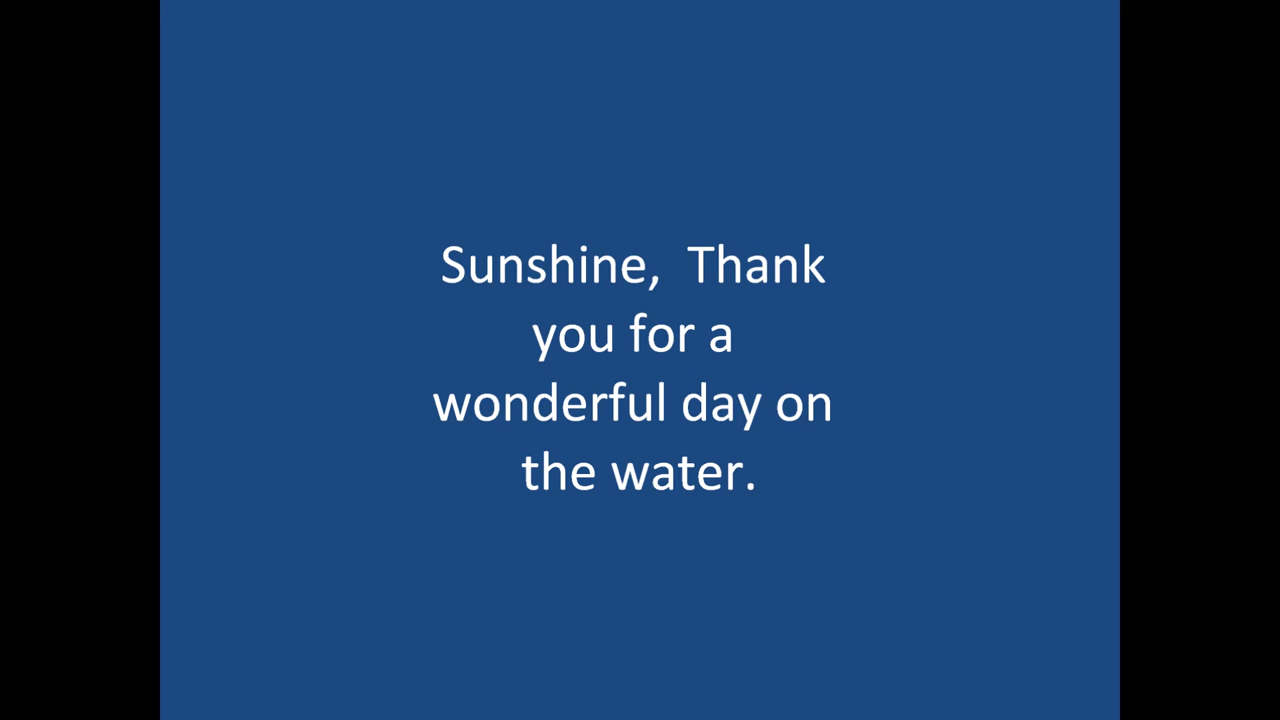 Sunshine,  Thank
you for a
wonderful day on
the water.